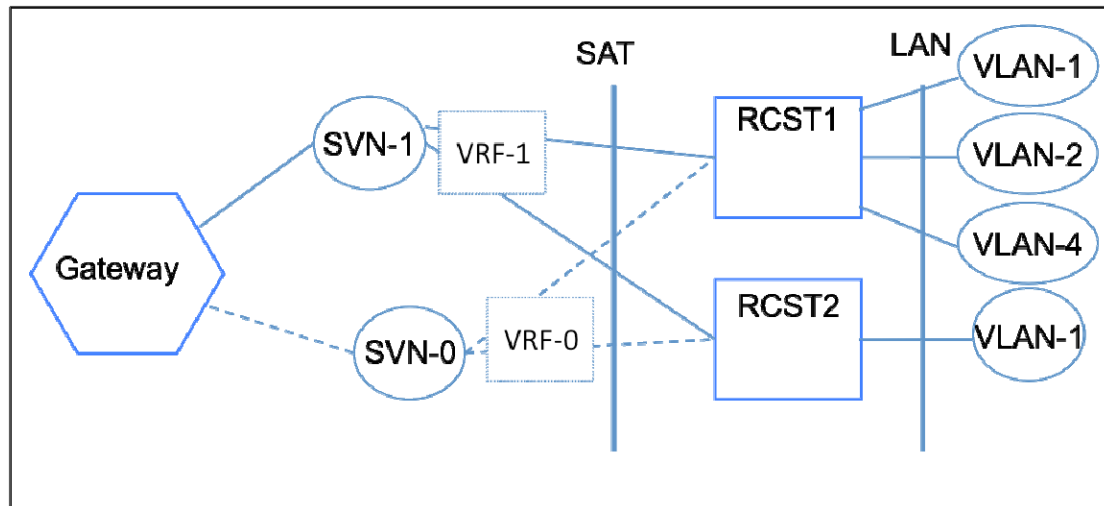 SAT
LAN
VLAN-1
RCST1
SVN-1
VRF-1
VLAN-2
VLAN-4
Gateway
RCST2
VRF-0
SVN-0
VLAN-1